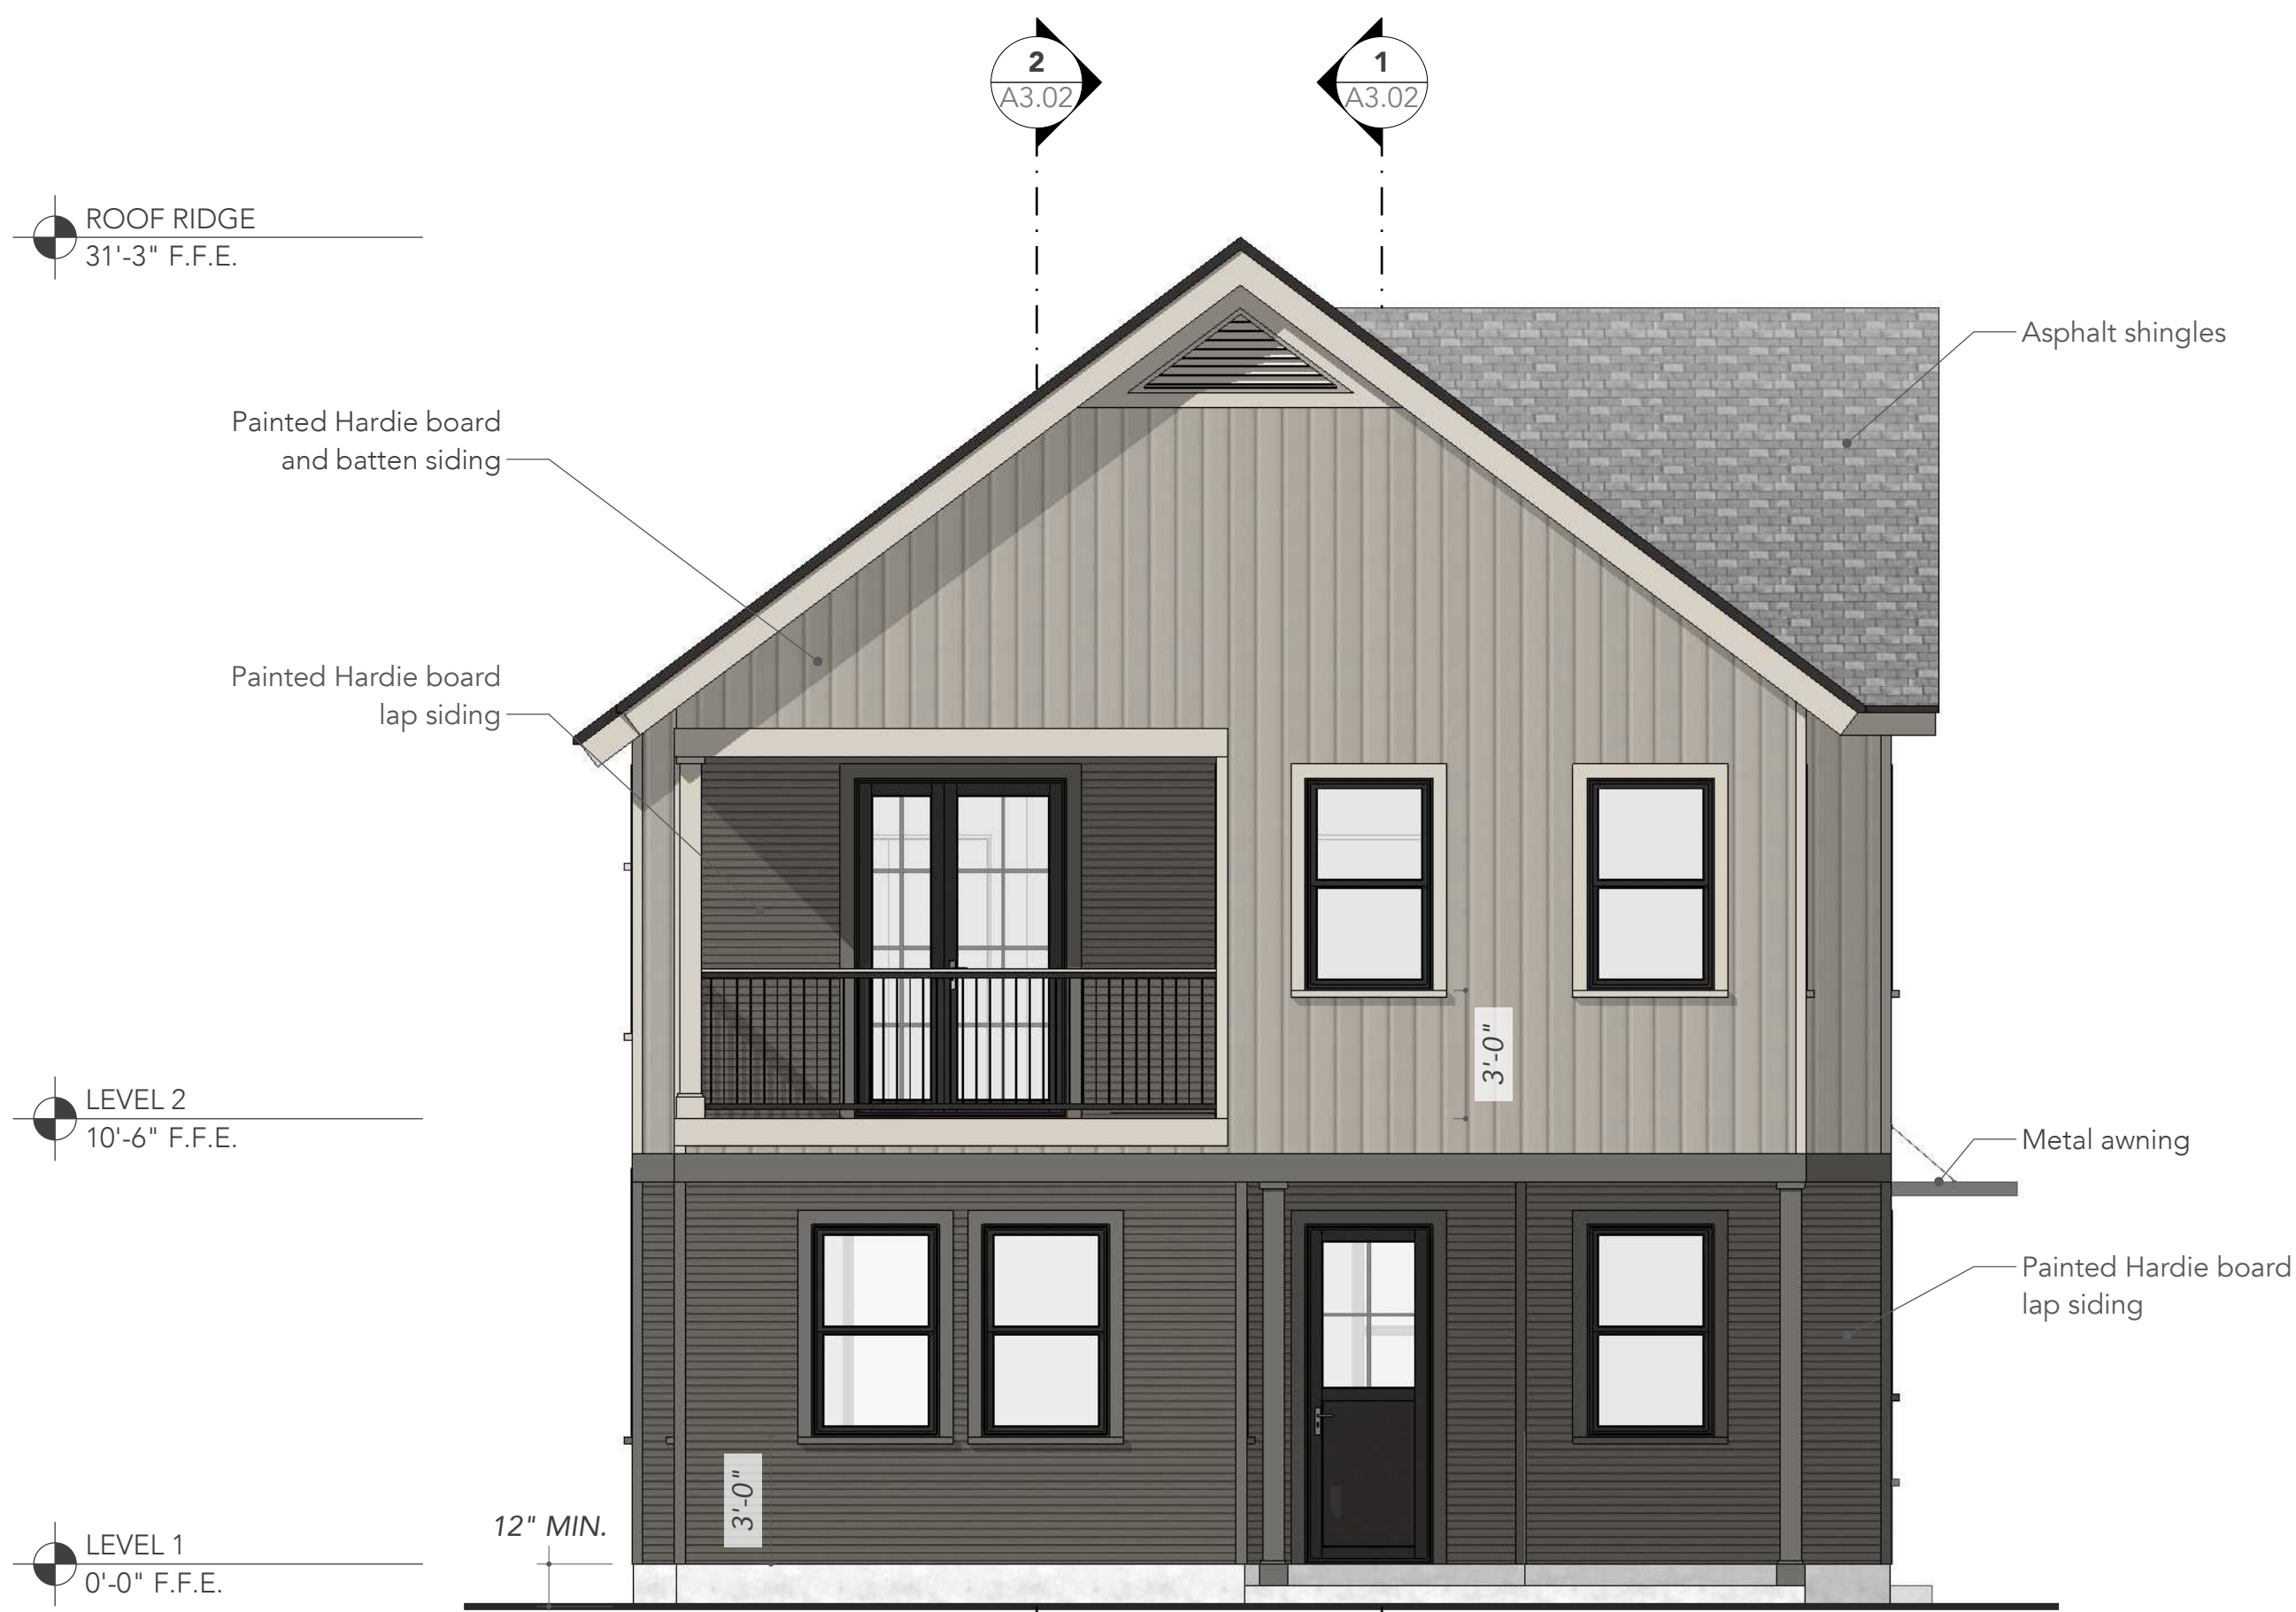 2
A3.02
1
A3.02
ROOF RIDGE
31'-3" F.F.E.
Asphalt shingles
Painted Hardie board
and batten siding
Painted Hardie board
lap siding
3'-0"
LEVEL 2
10'-6" F.F.E.
Metal awning
Painted Hardie board
lap siding
3'-0"
12" MIN.
LEVEL 1
0'-0" F.F.E.